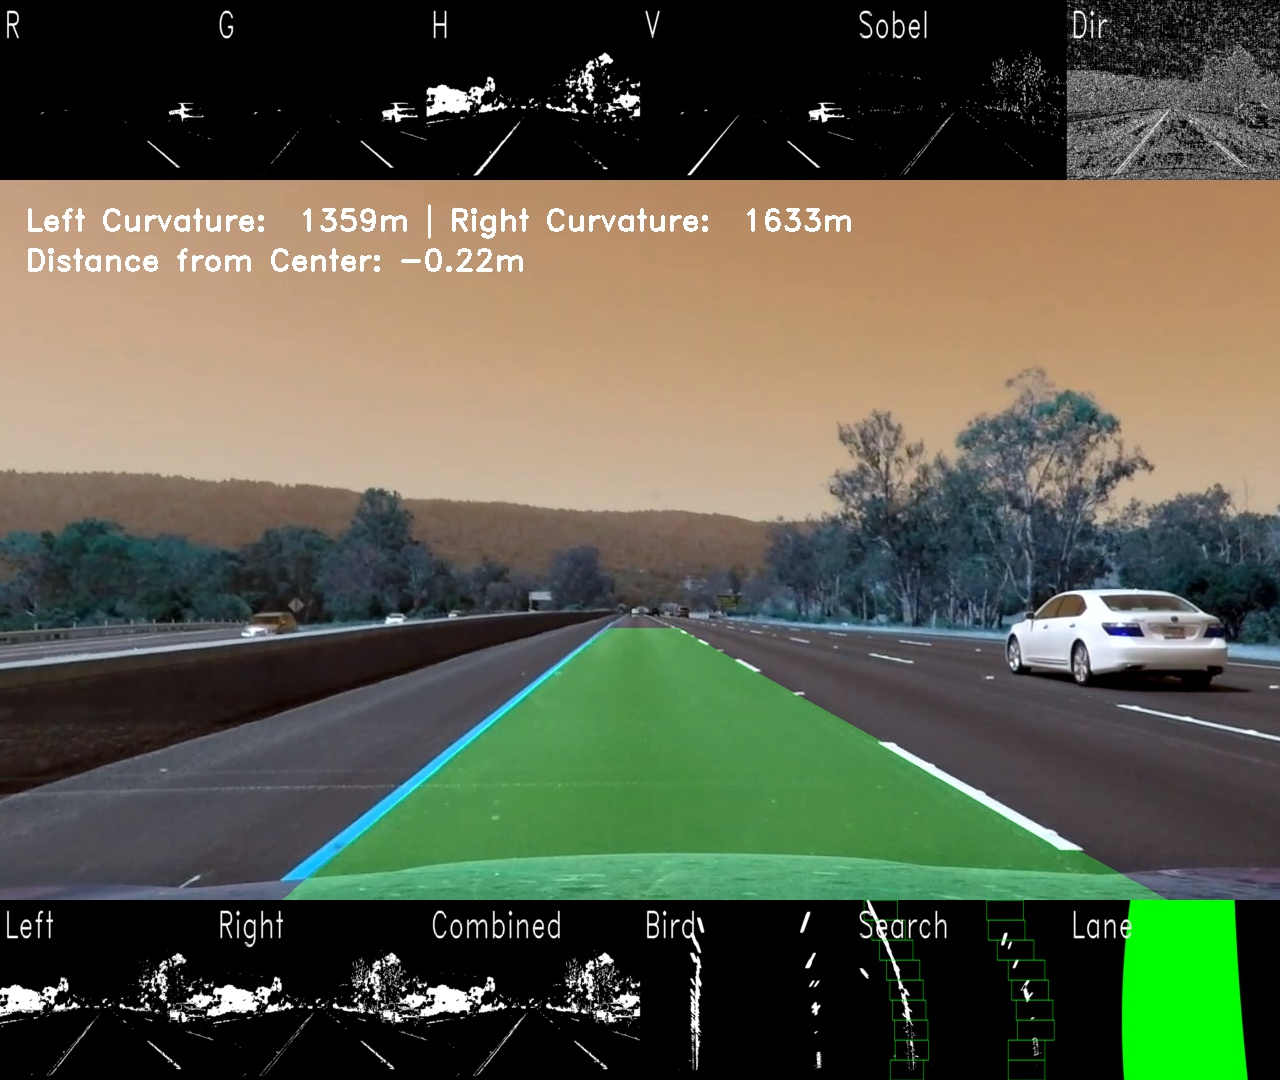 R G H V Sobel Dir
Left Curvature: 1359m | Right Curvature: 1633m
Distance from Center: -0.22m
Left Right Combined Bird Search Lane